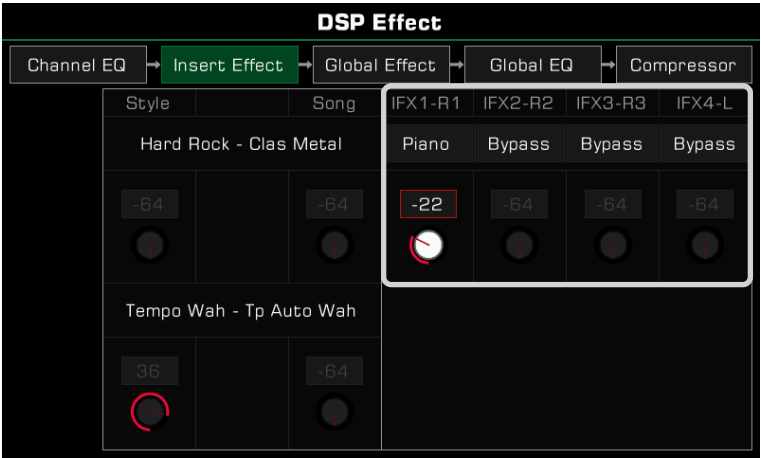 DSP Effect
Channel EQ Insert Effect Global Effect Global EQ Compressor
Style Song IFX1-R1 IFX2-R2 IFX3-R3 IFX4-L
Hard Rock - Clas Metal Piano Bypass Bypass Bypass
-64 -64 -22 -64 -64 -64
Tempo Wah - Tp Auto Wah
36 -64